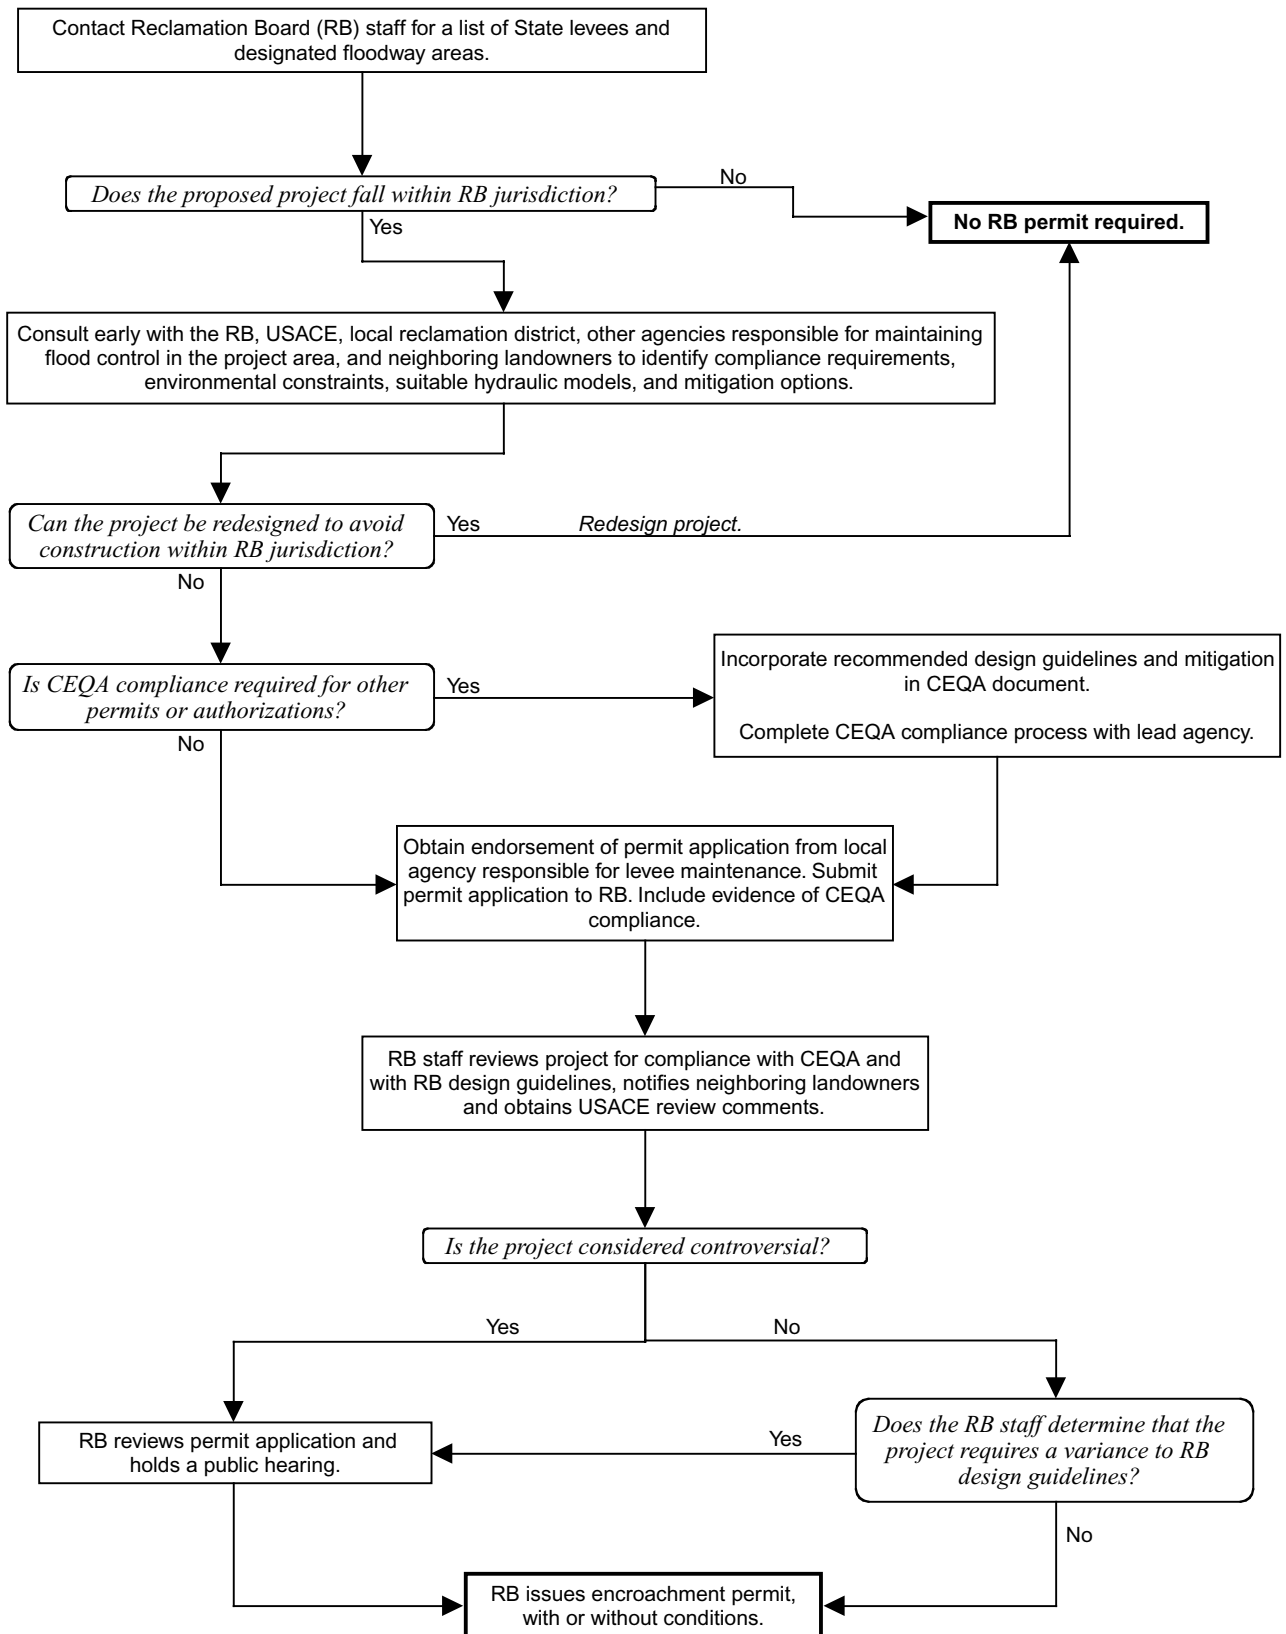 Contact Reclamation Board (RB) staff for a list of State levees and
designated floodway areas.
Does the proposed project fall within RB jurisdiction?
No
No RB permit required.
Yes
Consult early with the RB, USACE, local reclamation district, other agencies responsible for maintaining
flood control in the project area, and neighboring landowners to identify compliance requirements,
environmental constraints, suitable hydraulic models, and mitigation options.
Can the project be redesigned to avoid
construction within RB jurisdiction?
Yes
Redesign project.
No
Is CEQA compliance required for other
permits or authorizations?
Yes
Incorporate recommended design guidelines and mitigation
in CEQA document.
Complete CEQA compliance process with lead agency.
No
Obtain endorsement of permit application from local
agency responsible for levee maintenance. Submit
permit application to RB. Include evidence of CEQA
compliance.
RB staff reviews project for compliance with CEQA and
with RB design guidelines, notifies neighboring landowners
and obtains USACE review comments.
Is the project considered controversial?
Yes
No
RB reviews permit application and
holds a public hearing.
Yes
Does the RB staff determine that the
project requires a variance to RB
design guidelines?
No
RB issues encroachment permit,
with or without conditions.